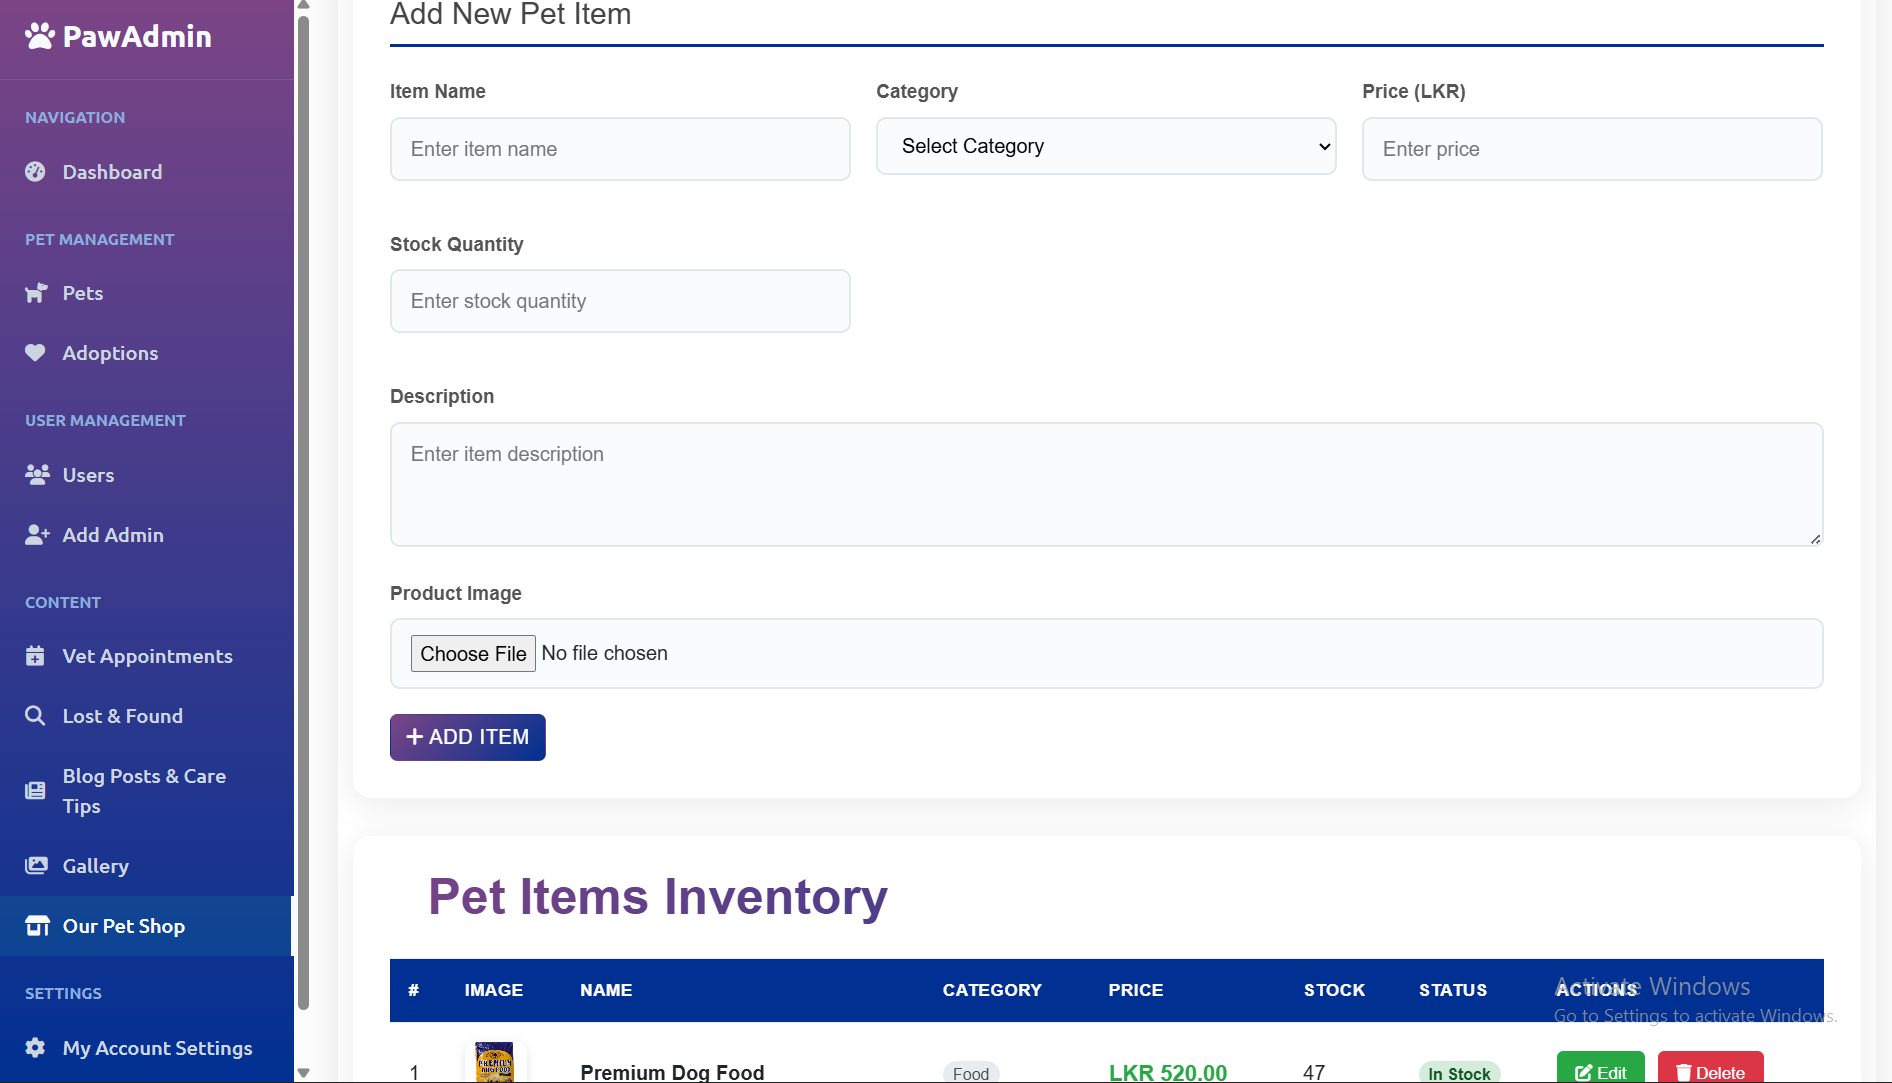 PawAdmin
NAVIGATION
Dashboard
PET MANAGEMENT
Pets
Adoptions
USER MANAGEMENT
Users
Add Admin
CONTENT
Vet Appointments
Lost & Found
Blog Posts & Care
Tips
Gallery
Our Pet Shop
SETTINGS
My Account Settings
Add New Pet Item
Item Name
Category
Price (LKR)
Enter item name
Select Category
Enter price
Stock Quantity
Enter stock quantity
Description
Enter item description
Product Image
Choose File No file chosen
+ ADD ITEM
Pet Items Inventory
# IMAGE NAME CATEGORY PRICE STOCK STATUS ACTIONS
1 PREMIUM DOG FOOD Premium Dog Food Food LKR 520.00 47 In Stock Edit Delete
Activate Windows
Go to Settings to activate Windows.